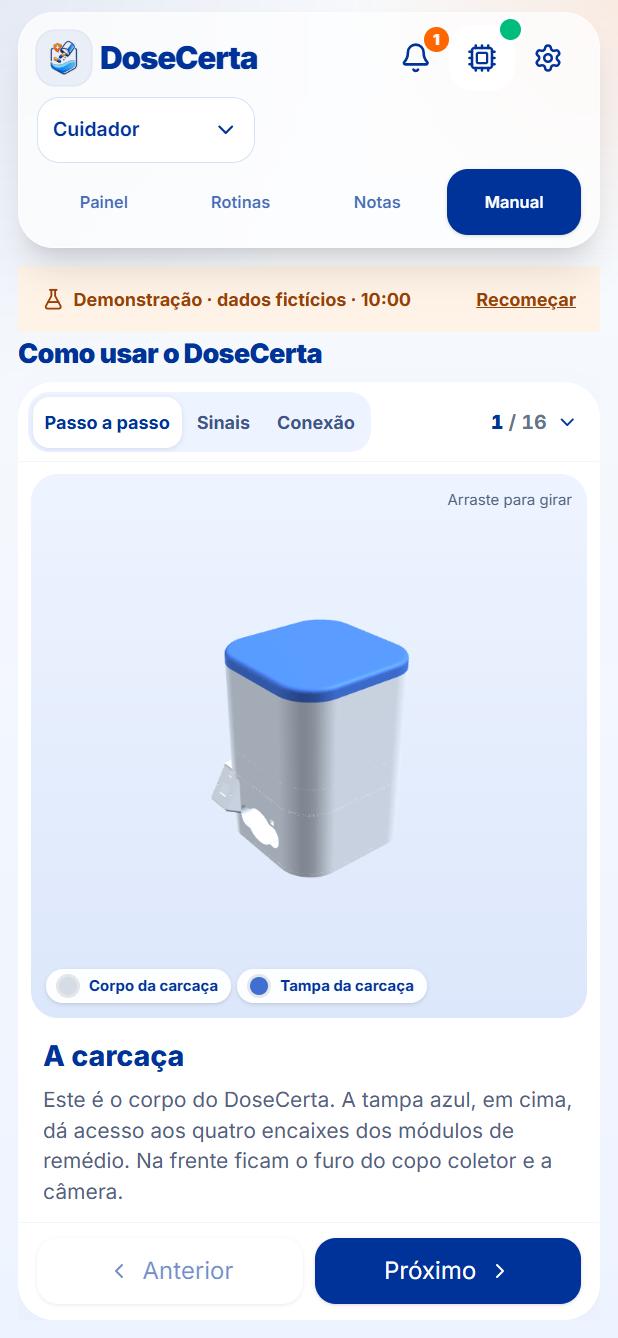 DoseCerta
1
Cuidador
Painel
Rotinas
Notas
Manual
Demonstração · dados fictícios · 10:00
Recomeçar
Como usar o DoseCerta
Passo a passo
Sinais
Conexão
1 / 16
Arraste para girar
Corpo da carcaça
Tampa da carcaça
A carcaça
Este é o corpo do DoseCerta. A tampa azul, em cima,
dá acesso aos quatro encaixes dos módulos de
remédio. Na frente ficam o furo do copo coletor e a
câmera.
Anterior
Próximo